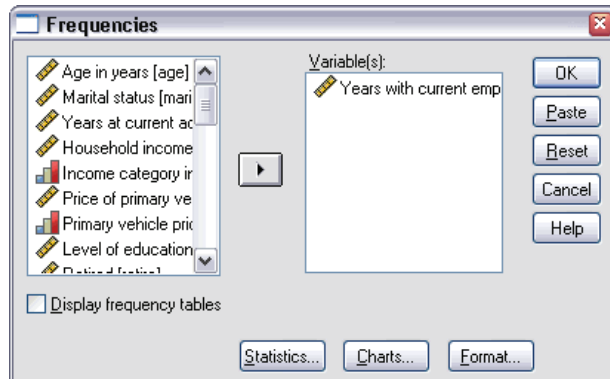 Frequencies
Age in years [age]
Marital status [mari
Years at current ad
Household income
Income category in
Price of primary ve
Primary vehicle pric
Level of education
Retired [retire]
Display frequency tables
Variable(s):
Years with current emp
OK
Paste
Reset
Cancel
Help
Statistics...
Charts...
Format...